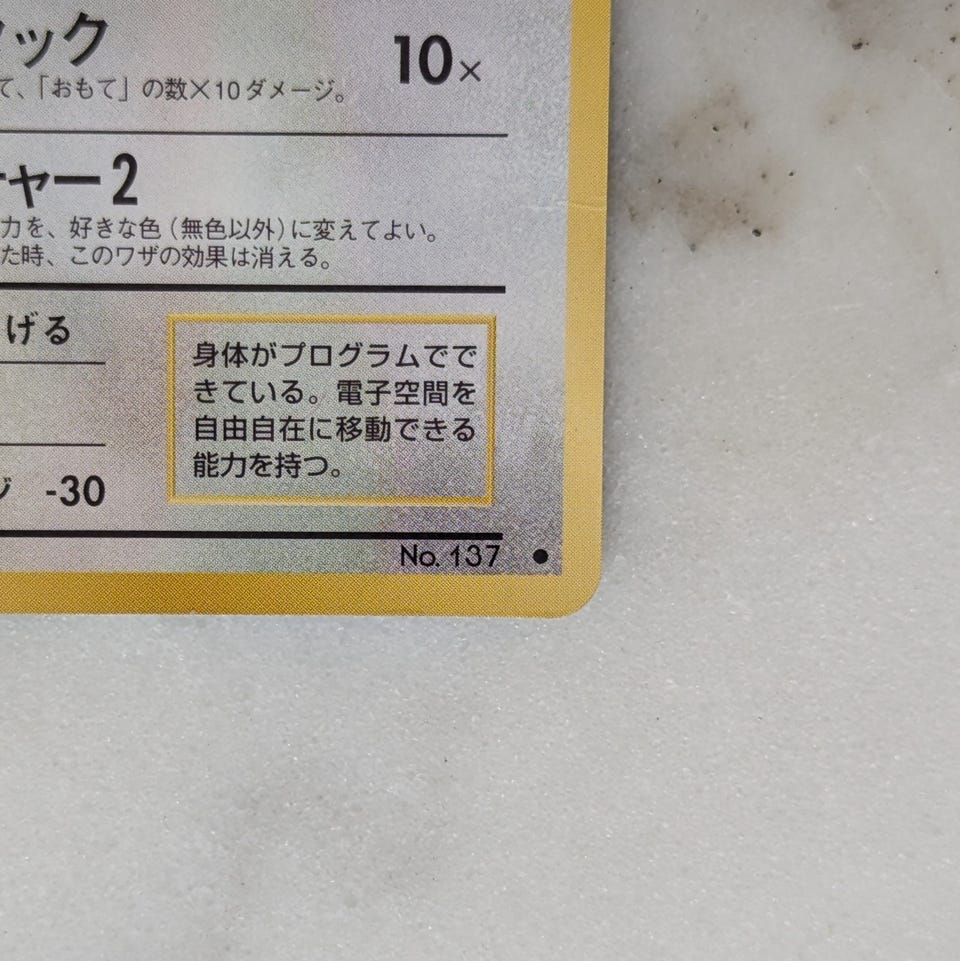 タック
10×
て、「おもて」の数×10ダメージ。
チャー2
力を、好きな色(無色以外)に変えてよい。
た時、このワザの効果は消える。
げる
身体がプログラムでで
きている。電子空間を
自由自在に移動できる
能力を持つ。
ジ -30
No. 137 ●